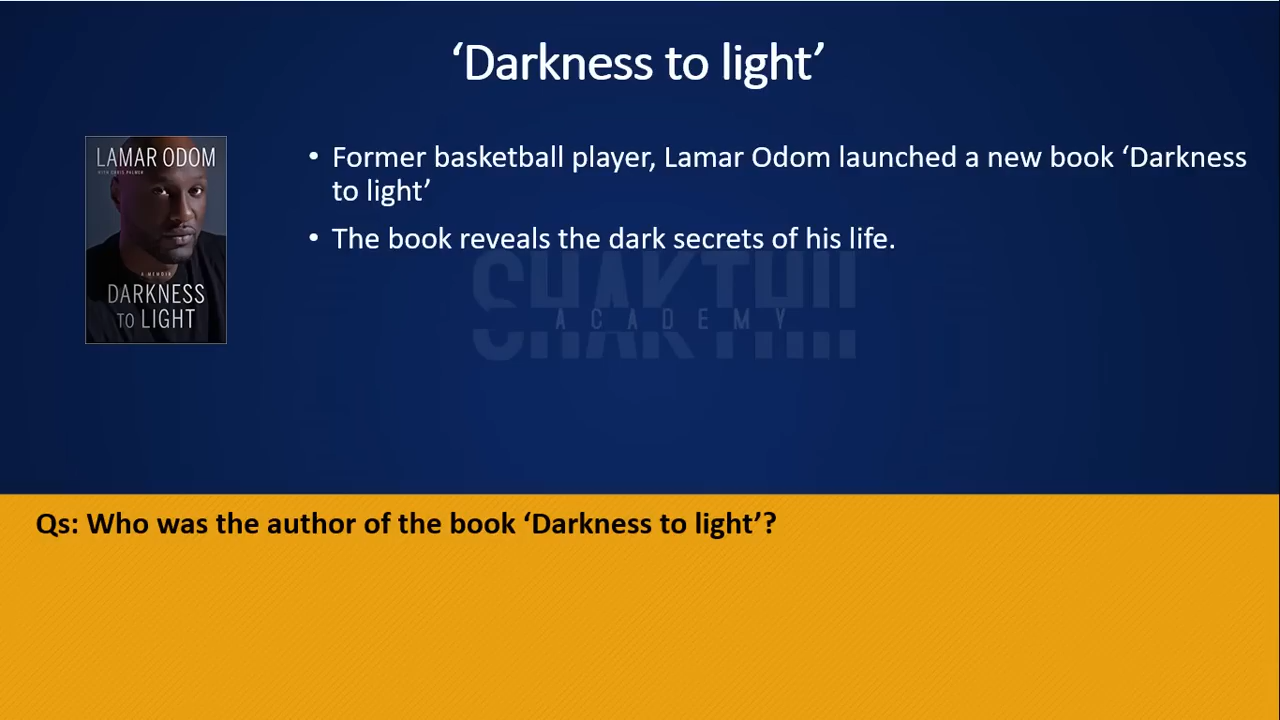 ‘Darkness to light’
LAMAR ODOM
WITH CHRIS PALMER
A MEMOIR
DARKNESS
TO LIGHT
• Former basketball player, Lamar Odom launched a new book ‘Darkness
to light’
• The book reveals the dark secrets of his life.
SHAKTHII
ACADEMY
Qs: Who was the author of the book ‘Darkness to light’?